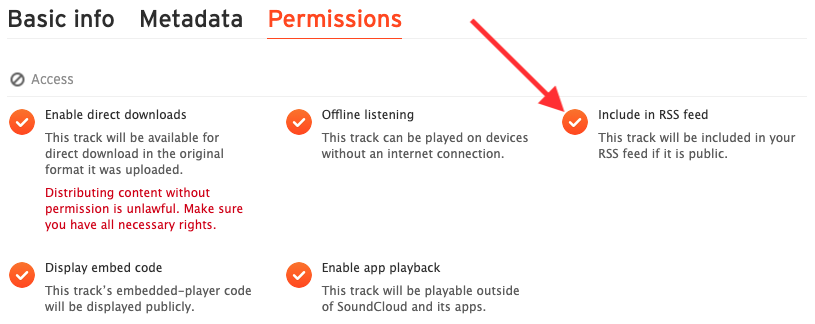 Basic info Metadata Permissions
Access
Enable direct downloads
This track will be available for
direct download in the original
format it was uploaded.
Distributing content without
permission is unlawful. Make sure
you have all necessary rights.
Offline listening
This track can be played on devices
without an internet connection.
Include in RSS feed
This track will be included in your
RSS feed if it is public.
Display embed code
This track's embedded-player code
will be displayed publicly.
Enable app playback
This track will be playable outside
of SoundCloud and its apps.